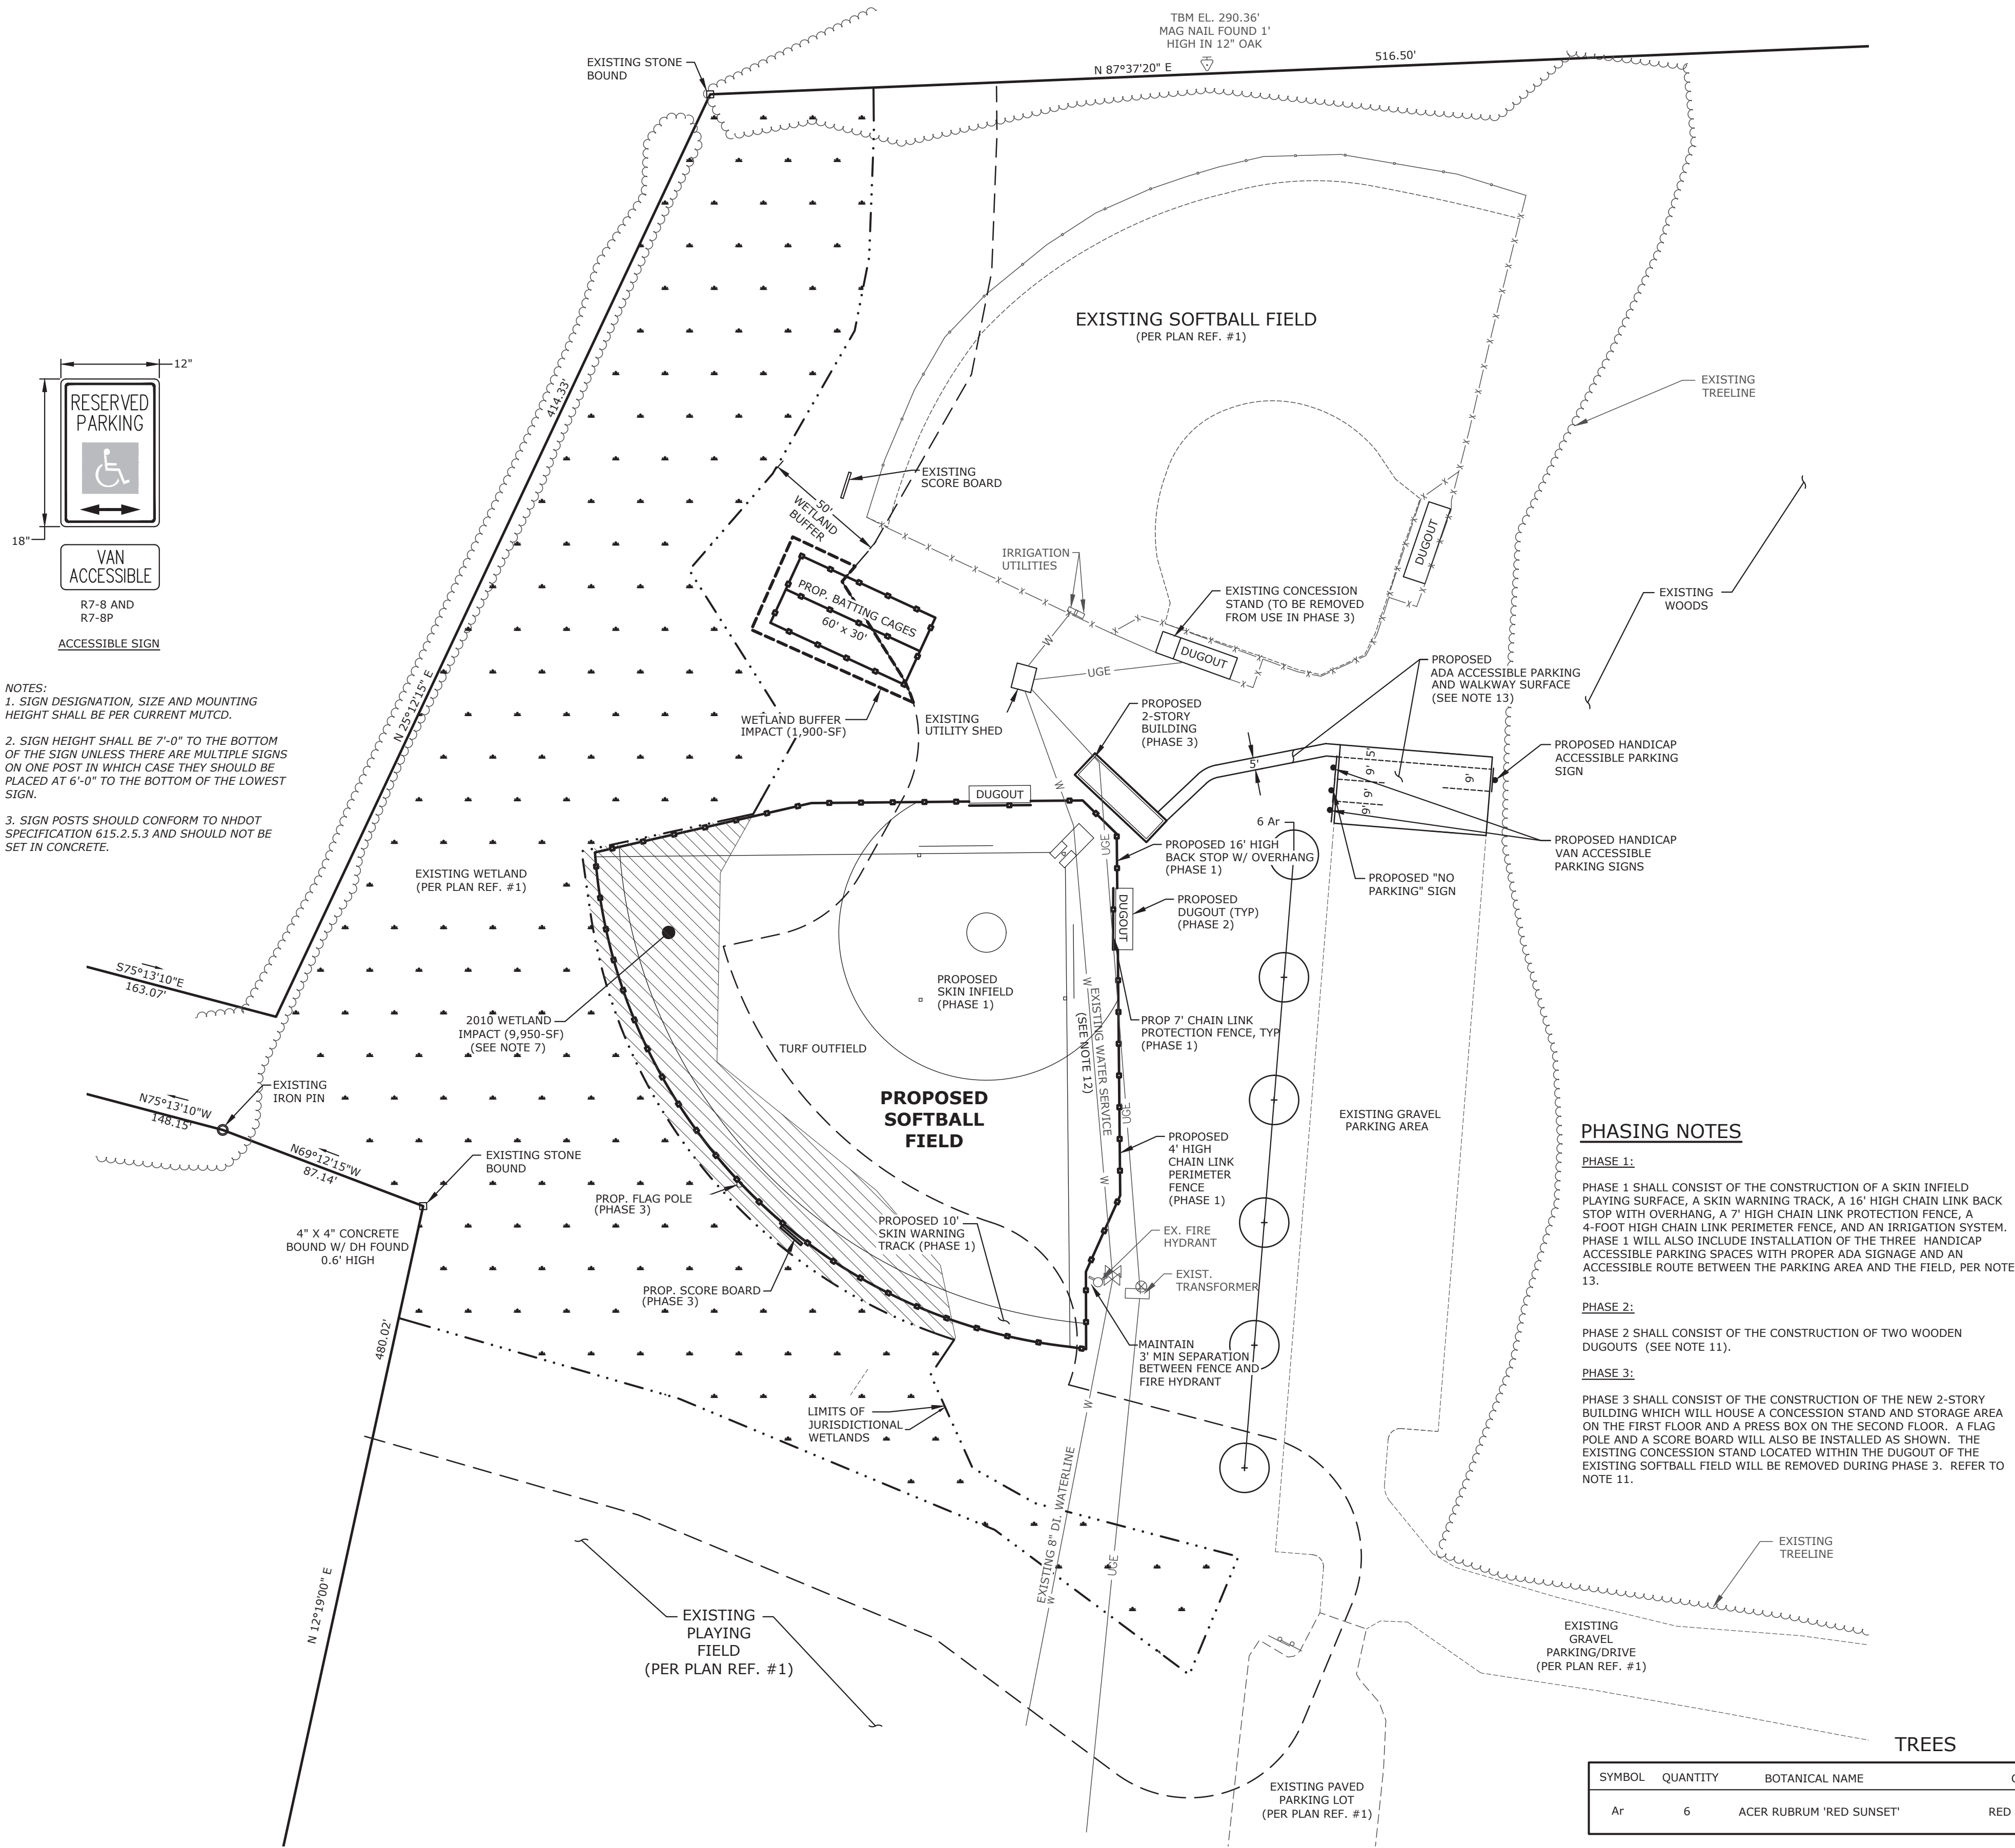 TBM EL. 290.36'
MAG NAIL FOUND 1'
HIGH IN 12" OAK
516.50'
N 87°37'20" E
EXISTING STONE
BOUND
EXISTING SOFTBALL FIELD
(PER PLAN REF. #1)
12"
18"
RESERVED
PARKING
VAN
ACCESSIBLE
R7-8 AND
R7-8P
ACCESSIBLE SIGN
NOTES:
1. SIGN DESIGNATION, SIZE AND MOUNTING
HEIGHT SHALL BE PER CURRENT MUTCD.
2. SIGN HEIGHT SHALL BE 7'-0" TO THE BOTTOM
OF THE SIGN UNLESS THERE ARE MULTIPLE SIGNS
ON ONE POST IN WHICH CASE THEY SHOULD BE
PLACED AT 6'-0" TO THE BOTTOM OF THE LOWEST
SIGN.
3. SIGN POSTS SHOULD CONFORM TO NHDOT
SPECIFICATION 615.2.5.3 AND SHOULD NOT BE
SET IN CONCRETE.
414.33'
N 25°12'15" E
EXISTING
TREELINE
EXISTING
SCORE BOARD
50'
WETLAND
BUFFER
PROP. BATTING CAGES
60' x 30'
WETLAND BUFFER
IMPACT (1,900-SF)
EXISTING
UTILITY SHED
IRRIGATION
UTILITIES
W
UGE
EXISTING CONCESSION
STAND (TO BE REMOVED
FROM USE IN PHASE 3)
DUGOUT
DUGOUT
EXISTING
WOODS
PROPOSED
ADA ACCESSIBLE PARKING
AND WALKWAY SURFACE
(SEE NOTE 13)
PROPOSED
2-STORY
BUILDING
(PHASE 3)
5'
5'
9'
9'
9'
9'
PROPOSED HANDICAP
ACCESSIBLE PARKING
SIGN
PROPOSED HANDICAP
VAN ACCESSIBLE
PARKING SIGNS
PROPOSED "NO
PARKING" SIGN
6 Ar
W
DUGOUT
UGE
PROPOSED 16' HIGH
BACK STOP W/ OVERHANG
(PHASE 1)
DUGOUT
PROPOSED
DUGOUT (TYP)
(PHASE 2)
EXISTING WETLAND
(PER PLAN REF. #1)
2010 WETLAND
IMPACT (9,950-SF)
(SEE NOTE 7)
PROPOSED
SKIN INFIELD
(PHASE 1)
TURF OUTFIELD
PROPOSED
SOFTBALL
FIELD
W
EXISTING WATER SERVICE
(SEE NOTE 12)
W
UGE
PROP 7' CHAIN LINK
PROTECTION FENCE, TYP
(PHASE 1)
PROPOSED
4' HIGH
CHAIN LINK
PERIMETER
FENCE
(PHASE 1)
EXISTING GRAVEL
PARKING AREA
S75°13'10"E
163.07'
N75°13'10"W
148.15'
EXISTING
IRON PIN
N69°12'15"W
87.14'
EXISTING STONE
BOUND
4" X 4" CONCRETE
BOUND W/ DH FOUND
0.6' HIGH
PROP. FLAG POLE
(PHASE 3)
PROP. SCORE BOARD
(PHASE 3)
PROPOSED 10'
SKIN WARNING
TRACK (PHASE 1)
EX. FIRE
HYDRANT
EXIST.
TRANSFORMER
MAINTAIN
3' MIN SEPARATION
BETWEEN FENCE AND
FIRE HYDRANT
LIMITS OF
JURISDICTIONAL
WETLANDS
480.02'
N 12°19'00" E
W
EXISTING 8" DI. WATERLINE
W
UGE
EXISTING
PLAYING
FIELD
(PER PLAN REF. #1)
PHASING NOTES
PHASE 1:
PHASE 1 SHALL CONSIST OF THE CONSTRUCTION OF A SKIN INFIELD
PLAYING SURFACE, A SKIN WARNING TRACK, A 16' HIGH CHAIN LINK BACK
STOP WITH OVERHANG, A 7' HIGH CHAIN LINK PROTECTION FENCE, A
4-FOOT HIGH CHAIN LINK PERIMETER FENCE, AND AN IRRIGATION SYSTEM.
PHASE 1 WILL ALSO INCLUDE INSTALLATION OF THE THREE HANDICAP
ACCESSIBLE PARKING SPACES WITH PROPER ADA SIGNAGE AND AN
ACCESSIBLE ROUTE BETWEEN THE PARKING AREA AND THE FIELD, PER NOTE
13.
PHASE 2:
PHASE 2 SHALL CONSIST OF THE CONSTRUCTION OF TWO WOODEN
DUGOUTS (SEE NOTE 11).
PHASE 3:
PHASE 3 SHALL CONSIST OF THE CONSTRUCTION OF THE NEW 2-STORY
BUILDING WHICH WILL HOUSE A CONCESSION STAND AND STORAGE AREA
ON THE FIRST FLOOR AND A PRESS BOX ON THE SECOND FLOOR. A FLAG
POLE AND A SCORE BOARD WILL ALSO BE INSTALLED AS SHOWN. THE
EXISTING CONCESSION STAND LOCATED WITHIN THE DUGOUT OF THE
EXISTING SOFTBALL FIELD WILL BE REMOVED DURING PHASE 3. REFER TO
NOTE 11.
EXISTING
TREELINE
EXISTING
GRAVEL
PARKING/DRIVE
(PER PLAN REF. #1)
EXISTING PAVED
PARKING LOT
(PER PLAN REF. #1)
TREES
SYMBOL QUANTITY BOTANICAL NAME
Ar 6 ACER RUBRUM 'RED SUNSET' RED